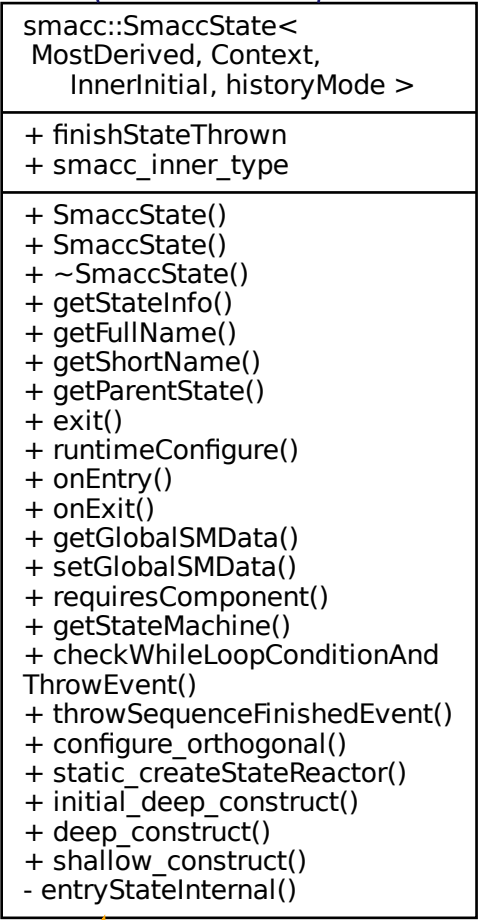 smacc::SmaccState<
MostDerived, Context,
InnerInitial, historyMode >
+ finishStateThrown
+ smacc_inner_type
+ SmaccState()
+ SmaccState()
+ ~SmaccState()
+ getStateInfo()
+ getFullName()
+ getShortName()
+ getParentState()
+ exit()
+ runtimeConfigure()
+ onEntry()
+ onExit()
+ getGlobalSMData()
+ setGlobalSMData()
+ requiresComponent()
+ getStateMachine()
+ checkWhileLoopConditionAnd
ThrowEvent()
+ throwSequenceFinishedEvent()
+ configure_orthogonal()
+ static_createStateReactor()
+ initial_deep_construct()
+ deep_construct()
+ shallow_construct()
- entryStateInternal()